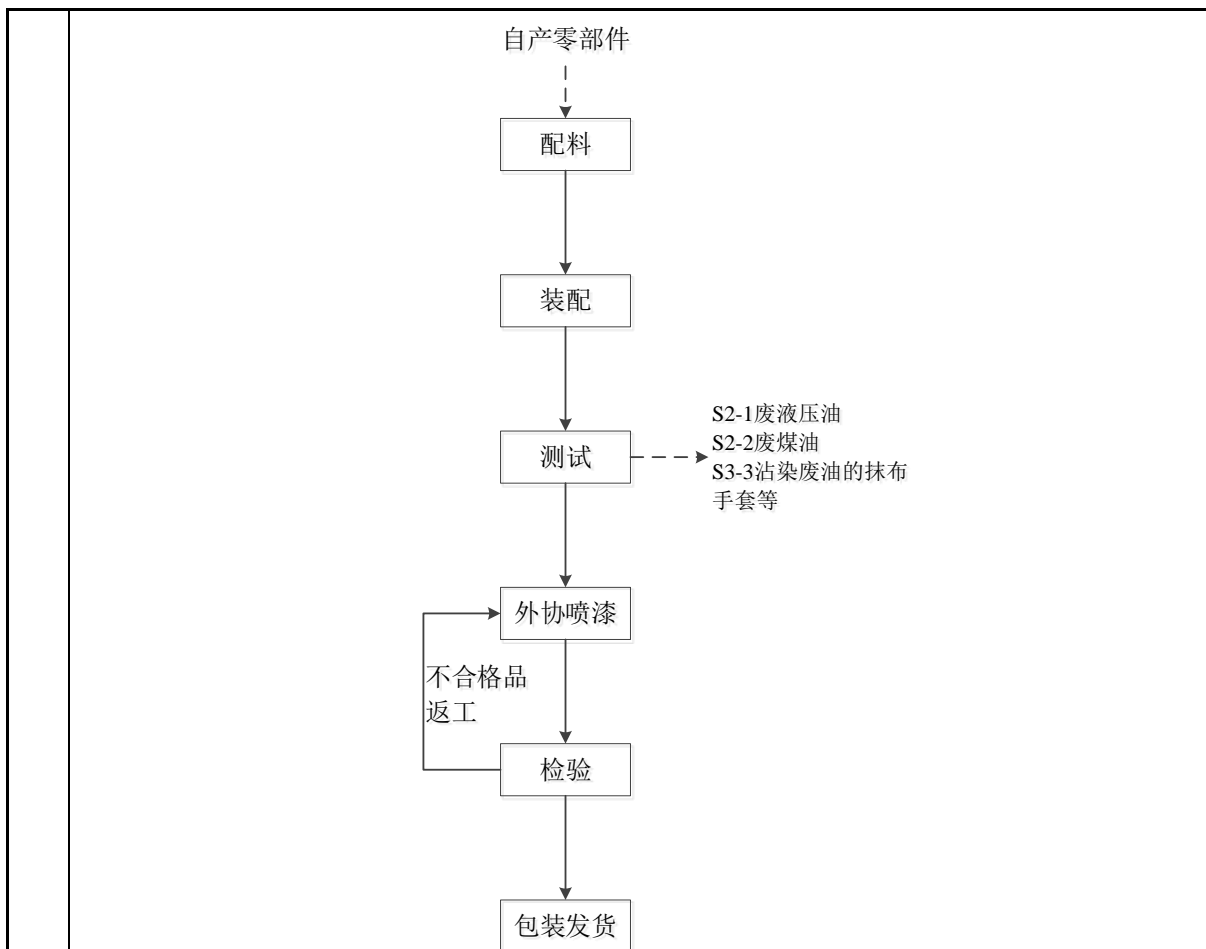 自产零部件
配料
装配
测试
S2-1废液压油
S2-2废煤油
S3-3沾染废油的抹布
手套等
外协喷漆
不合格品
返工
检验
包装发货